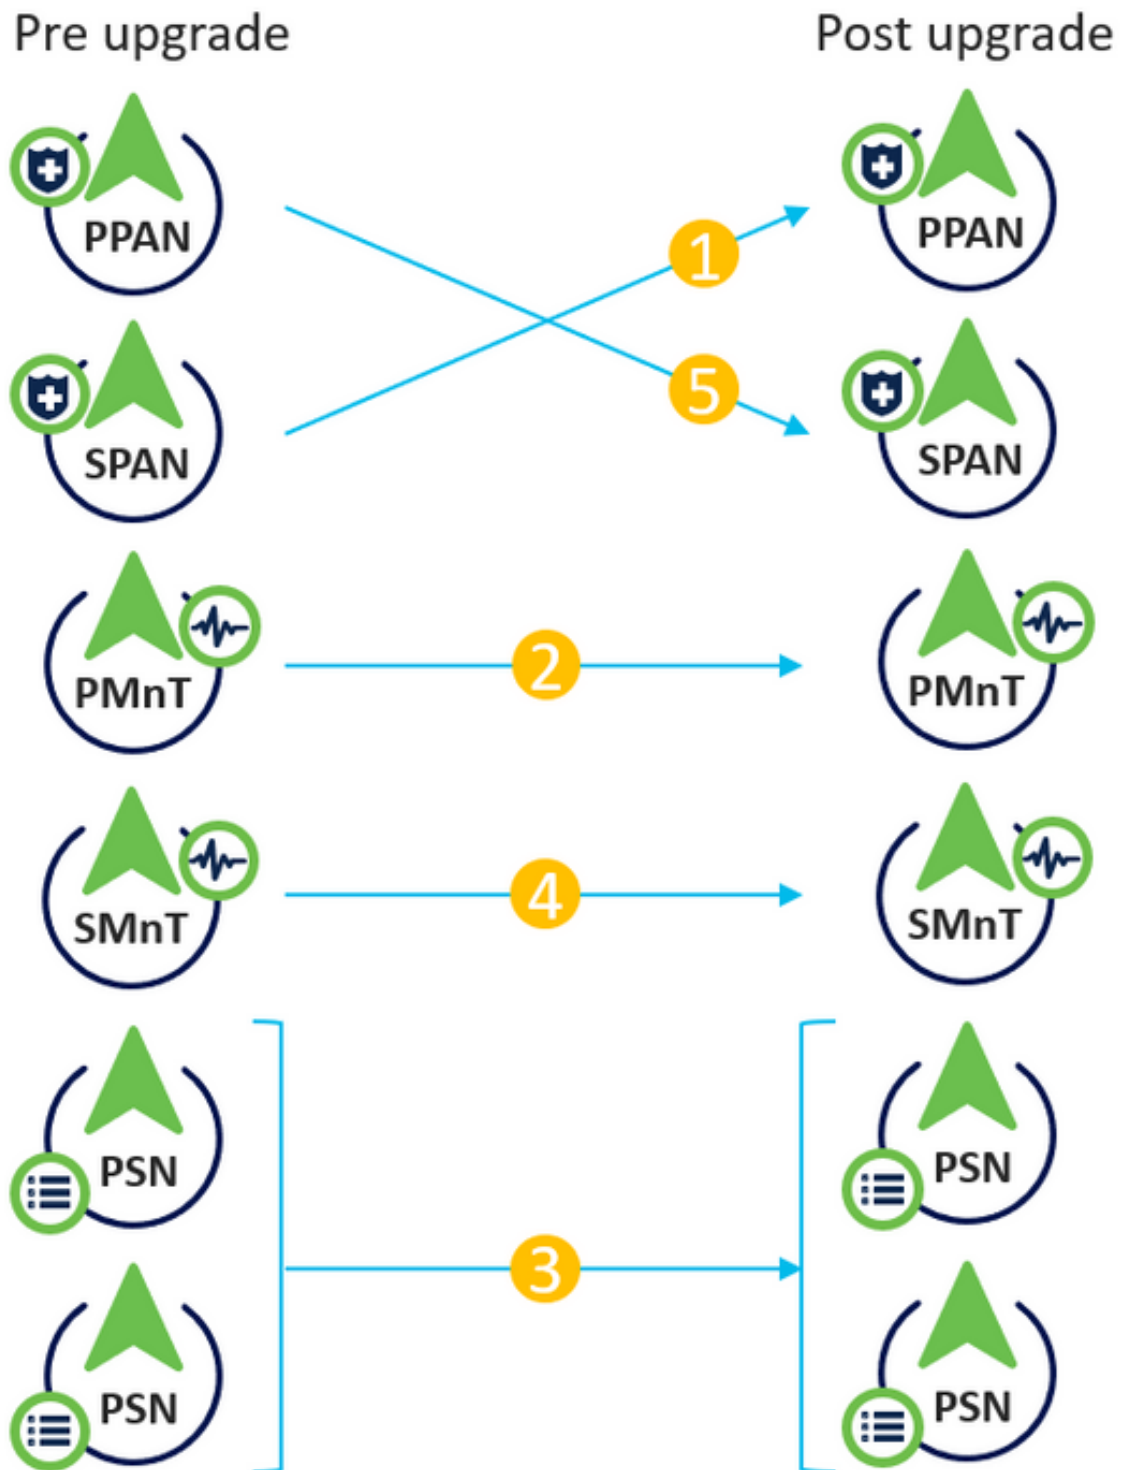 Pre upgrade
Post upgrade
PPAN
PPAN
1
5
SPAN
SPAN
PMnT
2
PMnT
SMnT
4
SMnT
PSN
PSN
3
PSN
PSN